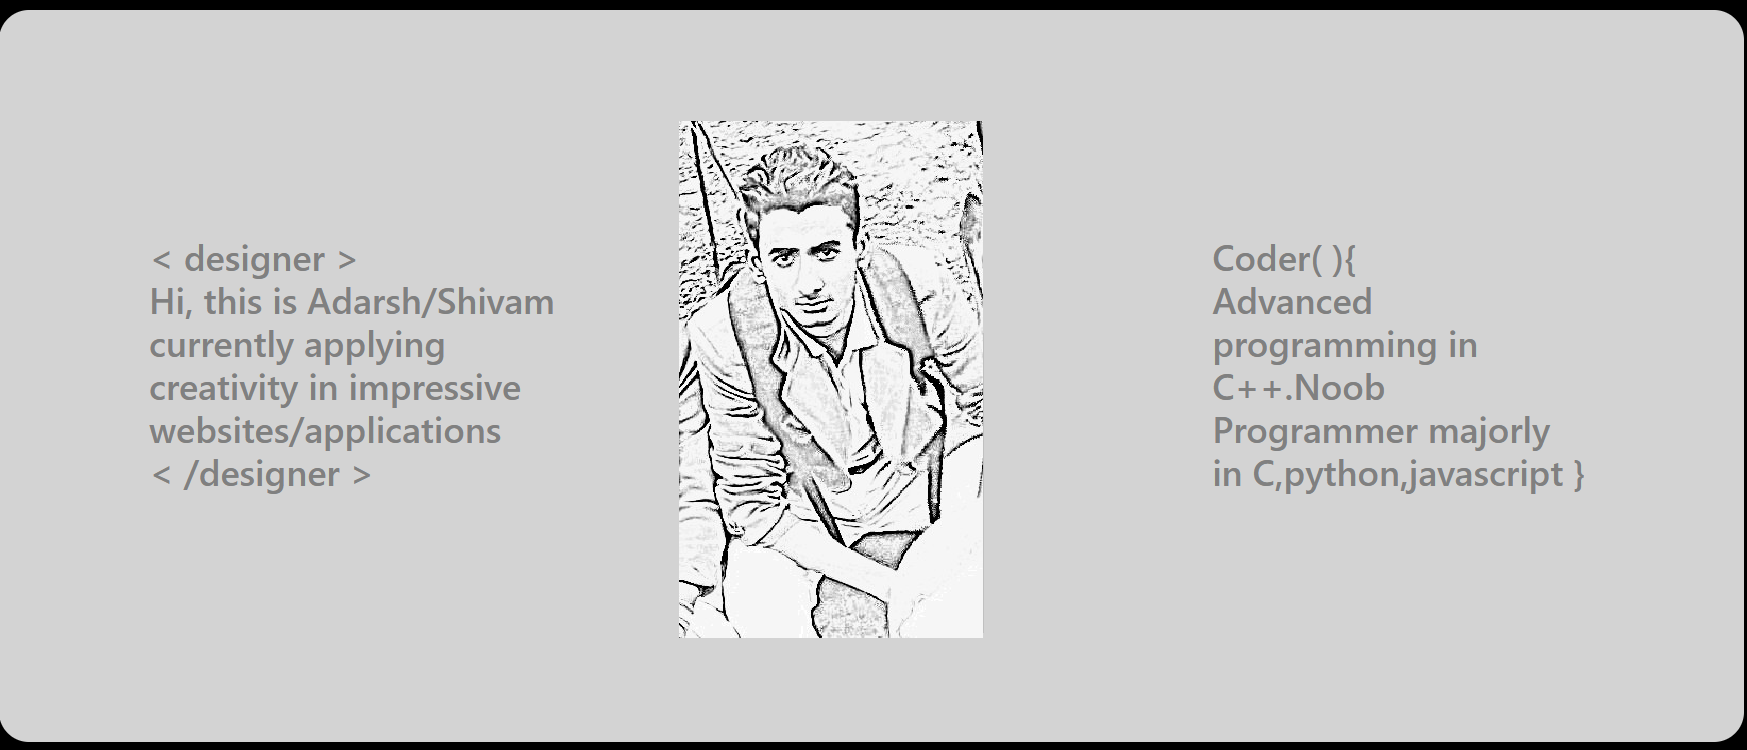 < designer >
Hi, this is Adarsh/Shivam
currently applying
creativity in impressive
websites/applications
< /designer >
Coder( ){
Advanced
programming in
C++.Noob
Programmer majorly
in C,python,javascript }